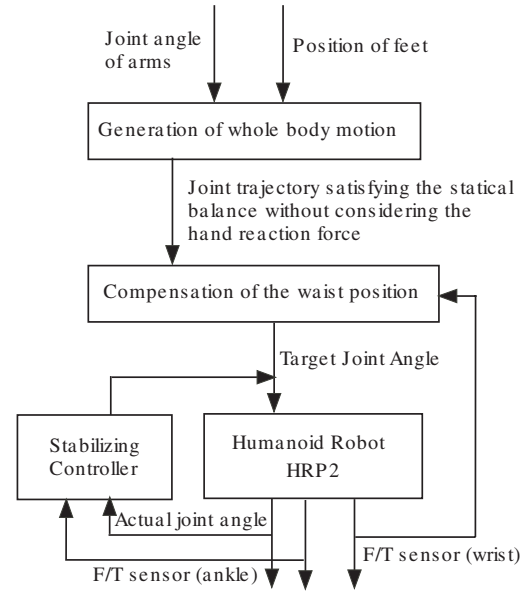 Joint angle
of arms
Position of feet
Generation of whole body motion
Joint trajectory satisfying the statical
balance without considering the
hand reaction force
Compensation of the waist position
Target Joint Angle
Stabilizing
Controller
Humanoid Robot
HRP2
Actual joint angle
F/T sensor (wrist)
F/T sensor (ankle)